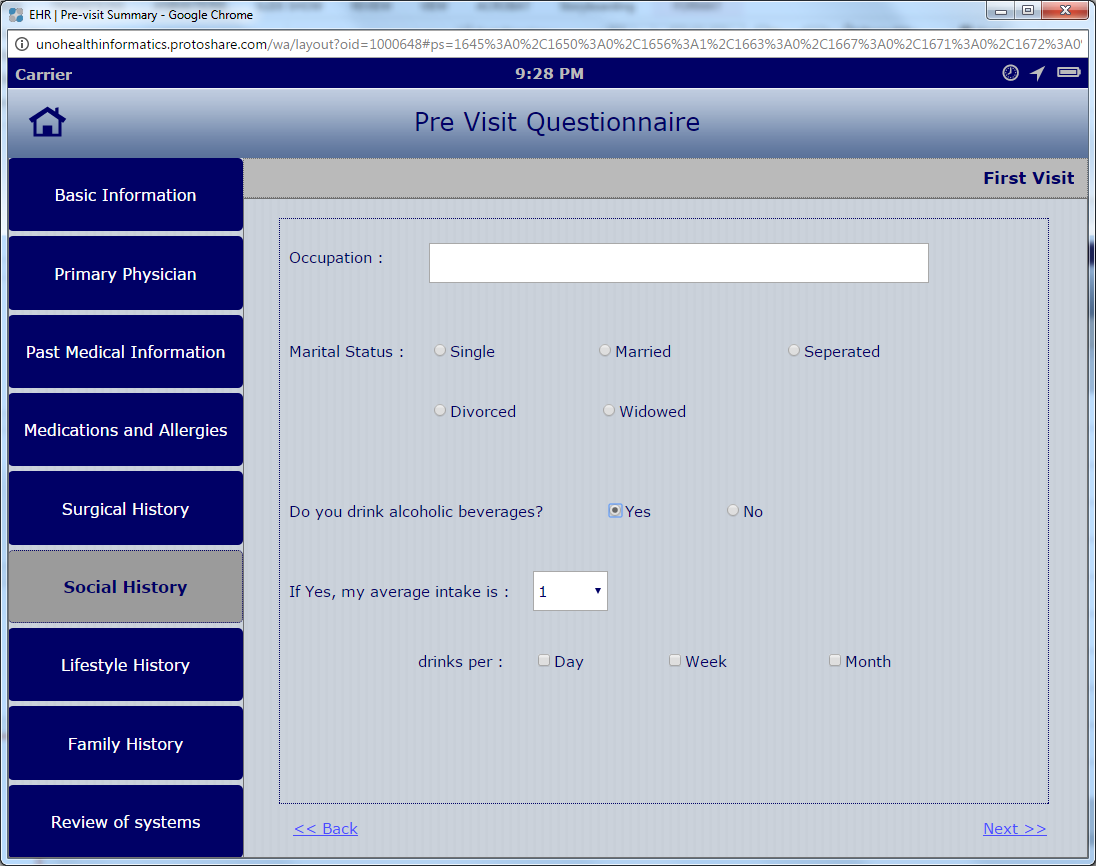 EHR | Pre-visit Summary - Google Chrome
unohealthinformatics.protoshare.com/wa/layout?oid=1000648#ps=1645%3A0%2C1650%3A0%2C1656%3A1%2C1663%3A0%2C1667%3A0%2C1671%3A0%2C1672%3A0%
Carrier 9:28 PM
Pre Visit Questionnaire
First Visit
Basic Information
Primary Physician
Past Medical Information
Medications and Allergies
Surgical History
Social History
Lifestyle History
Family History
Review of systems
Occupation :
Marital Status : Single Married Seperated
Divorced Widowed
Do you drink alcoholic beverages? Yes No
If Yes, my average intake is : 1
drinks per : Day Week Month
<< Back Next >>